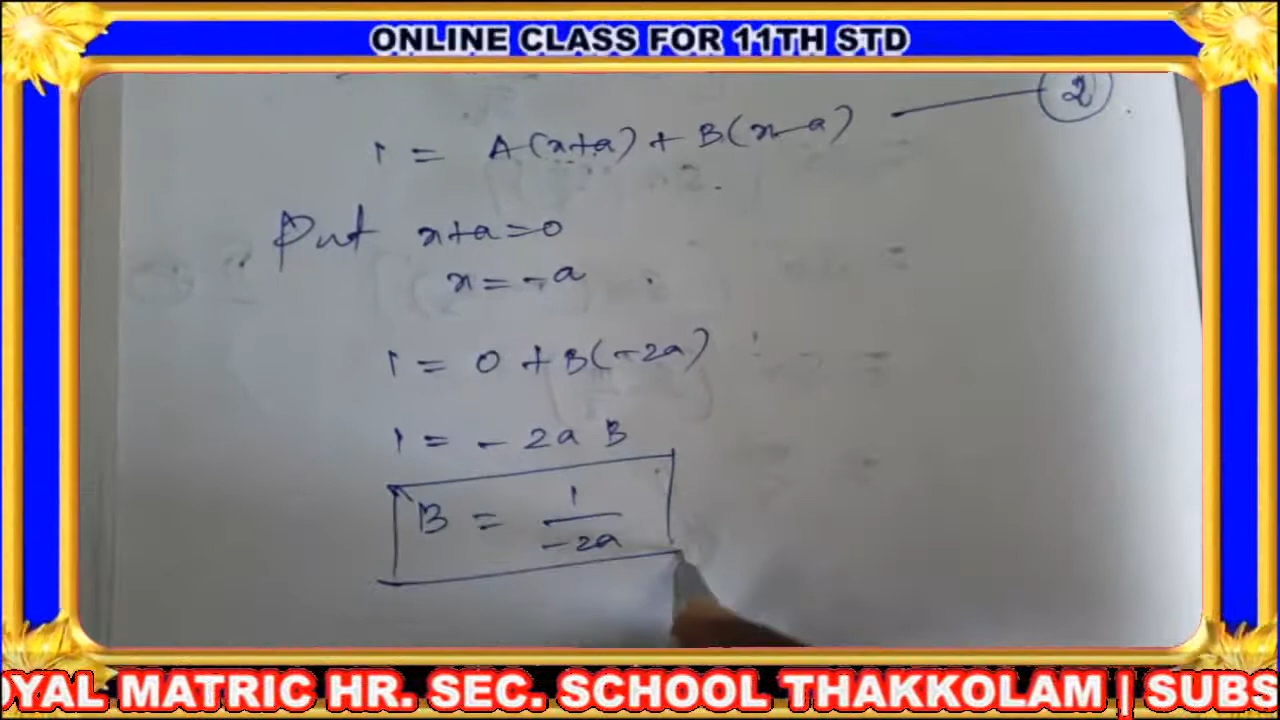 ONLINE CLASS FOR 11TH STD
1 = A(x+a) + B(x-a) —— 2
Put x+a=0
x=-a
1 = 0 + B(-2a)
1 = - 2a B
B = 1/-2a
OYAL MATRIC HR. SEC. SCHOOL THAKKOLAM | SUBS